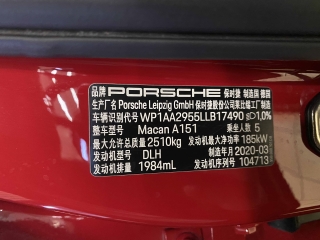 品牌 PORSCHE 保时捷 制造国 德国
生产厂名 Porsche Leipzig GmbH 保时捷股份公司莱比锡工厂制造
车辆识别代号 WP1AA2955LLB17490 gD1,0%
整车型号 Macan A151 乘坐人数 5
最大允许总质量 2510kg 发动机最大净功率 185kW
发动机型号 DLH 制造年月 2020-03
发动机排量 1984mL 发动机序列号 104713